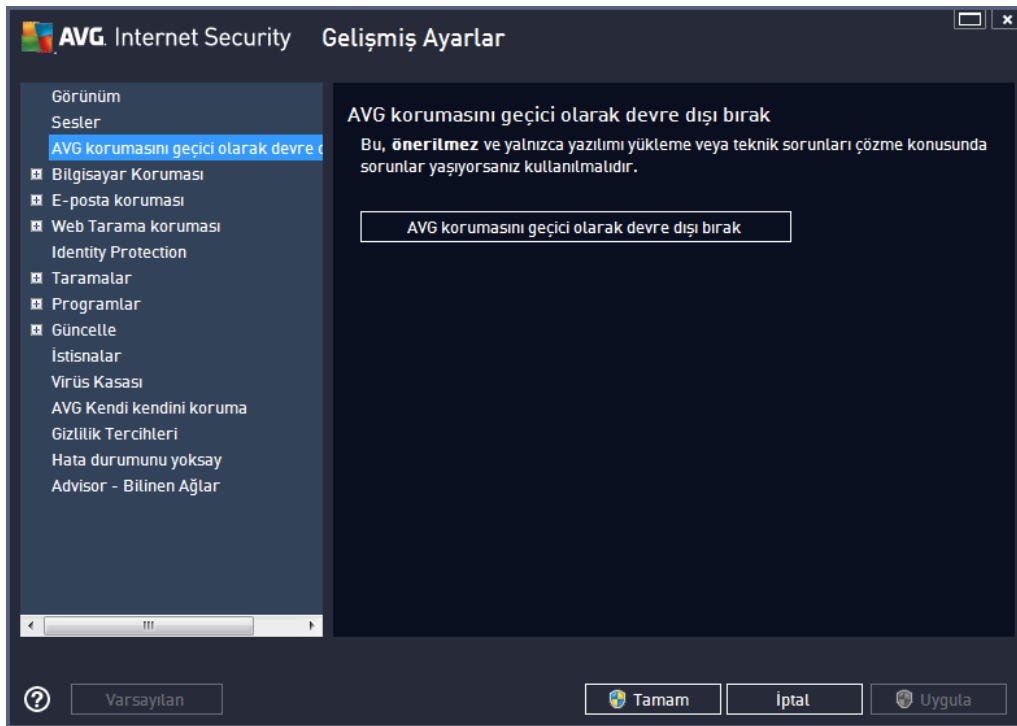 AVG. Internet Security Gelişmiş Ayarlar
Görünüm
Sesler
AVG korumasını geçici olarak devre
Bilgisayar Koruması
E-posta koruması
Web Tarama koruması
Identity Protection
Taramalar
Programlar
Güncelle
İstisnalar
Virüs Kasası
AVG Kendi kendini koruma
Gizlilik Tercihleri
Hata durumunu yoksay
Advisor - Bilinen Ağlar
AVG korumasını geçici olarak devre dışı bırak
Bu, önerilmez ve yalnızca yazılımı yükleme veya teknik sorunları çözme konusunda
sorunlar yaşıyorsanız kullanılmalıdır.
AVG korumasını geçici olarak devre dışı bırak
Varsayılan
Tamam
İptal
Uygula